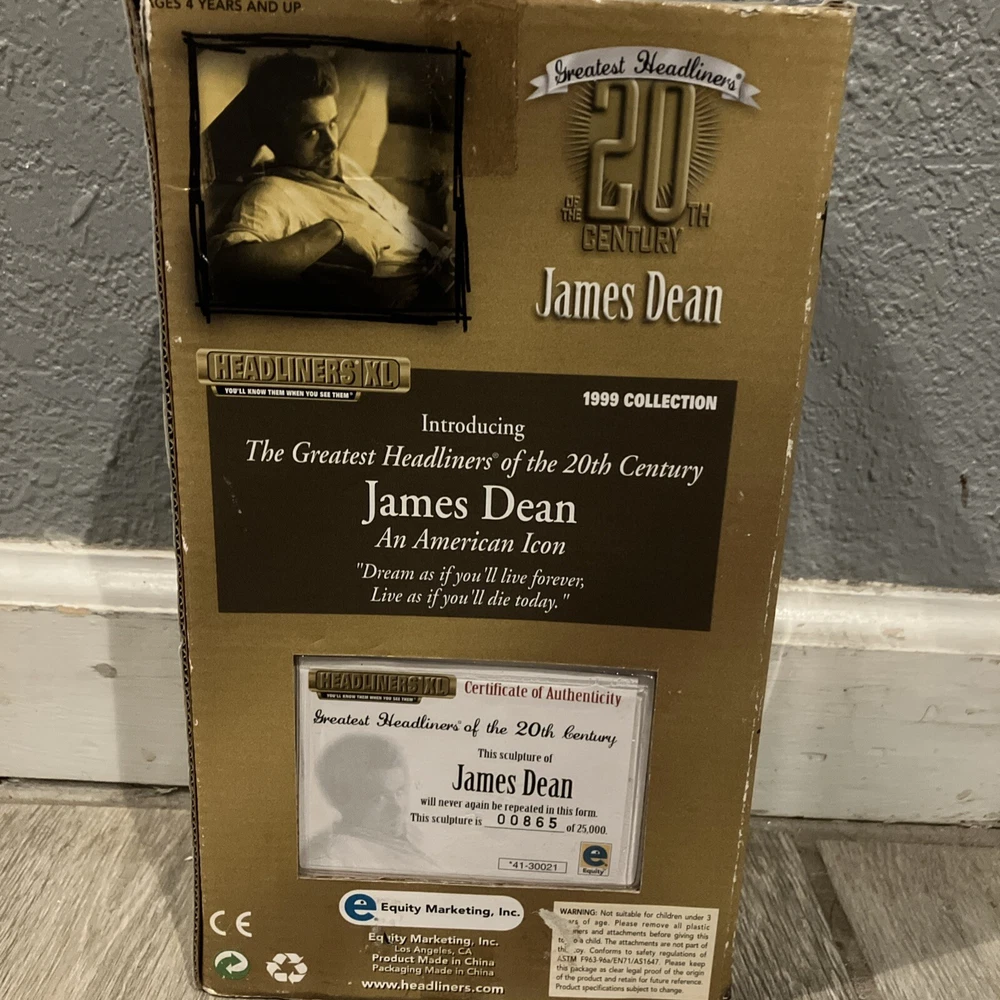 AGES 4 YEARS AND UP
Greatest Headliners®
OF THE 20TH CENTURY
James Dean
HEADLINERS XL
YOU'LL KNOW THEM WHEN YOU SEE THEM®
1999 COLLECTION
Introducing
The Greatest Headliners® of the 20th Century
James Dean
An American Icon
"Dream as if you'll live forever,
Live as if you'll die today."
HEADLINERS XL
YOU'LL KNOW THEM WHEN YOU SEE THEM
Certificate of Authenticity
Greatest Headliners® of the 20th Century
This sculpture of
James Dean
will never again be repeated in this form.
This sculpture is 00865 of 25,000.
*41-30021
e
Equity
CE
e Equity Marketing, Inc.
Equity Marketing, Inc.
Los Angeles, CA
Product Made in China
Packaging Made in China
www.headliners.com
WARNING: Not suitable for children under 3
of age. Please remove all plastic
and attachments before giving this
to a child. The attachments are not part of
the toy. Conforms to safety regulations of
ASTM F963-96a/EN71/AS1647. Please keep
this package as clear legal proof of the origin
of the product and retain for future reference.
Product specifications subject to change.